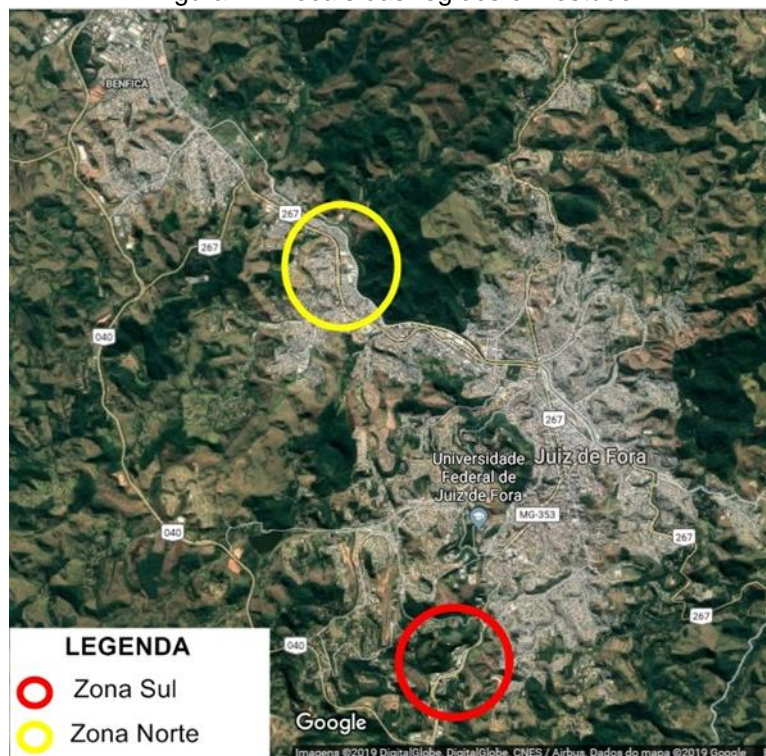 BENFICA
267
267
040
267
Universidade
Federal de
Juiz de Fora
Juiz de Fora
MG-353
040
267
267
040
LEGENDA
Zona Sul
Zona Norte
Google
Imagens ©2019 DigitalGlobe, DigitalGlobe, CNES / Airbus, Dados do mapa ©2019 Google